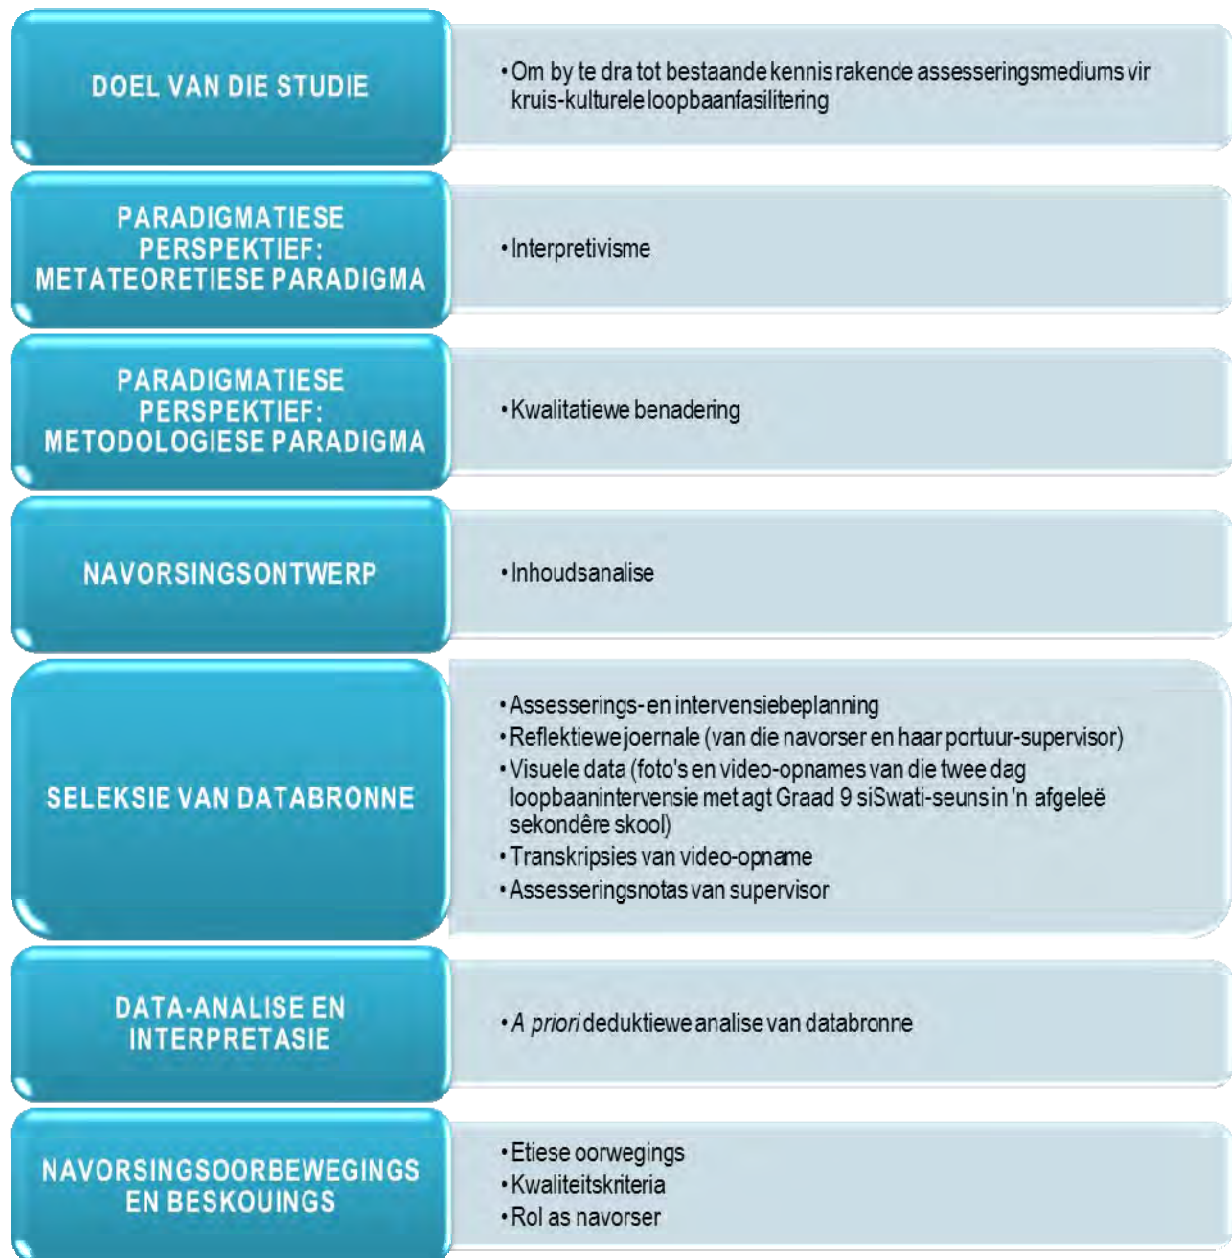 DOEL VAN DIE STUDIE
• Om by te dra tot bestaande kennis rakende assesseringsmediums vir
kruis-kulturele loopbaanfasilitering
PARADIGMATIESE
PERSPEKTIEF:
METATEORETIESE PARADIGMA
• Interpretivisme
PARADIGMATIESE
PERSPEKTIEF:
METODOLOGIESE PARADIGMA
• Kwalitatiewe benadering
NAVORSINGSONTWERP
• Inhoudsanalise
SELEKSIE VAN DATABRONNE
• Assesserings- en intervensiebeplanning
• Reflektiewe joernale (van die navorser en haar portuur-supervisor)
• Visuele data (foto's en video-opnames van die twee dag
loopbaanintervensie met agt Graad 9 siSwati-seuns in 'n afgeleë
sekondêre skool)
• Transkripsies van video-opname
• Assesseringsnotas van supervisor
DATA-ANALISE EN
INTERPRETASIE
• A priori deduktiewe analise van databronne
NAVORSINGSOORBEWEGINGS
EN BESKOUINGS
• Etiese oorwegings
• Kwaliteitskriteria
• Rol as navorser